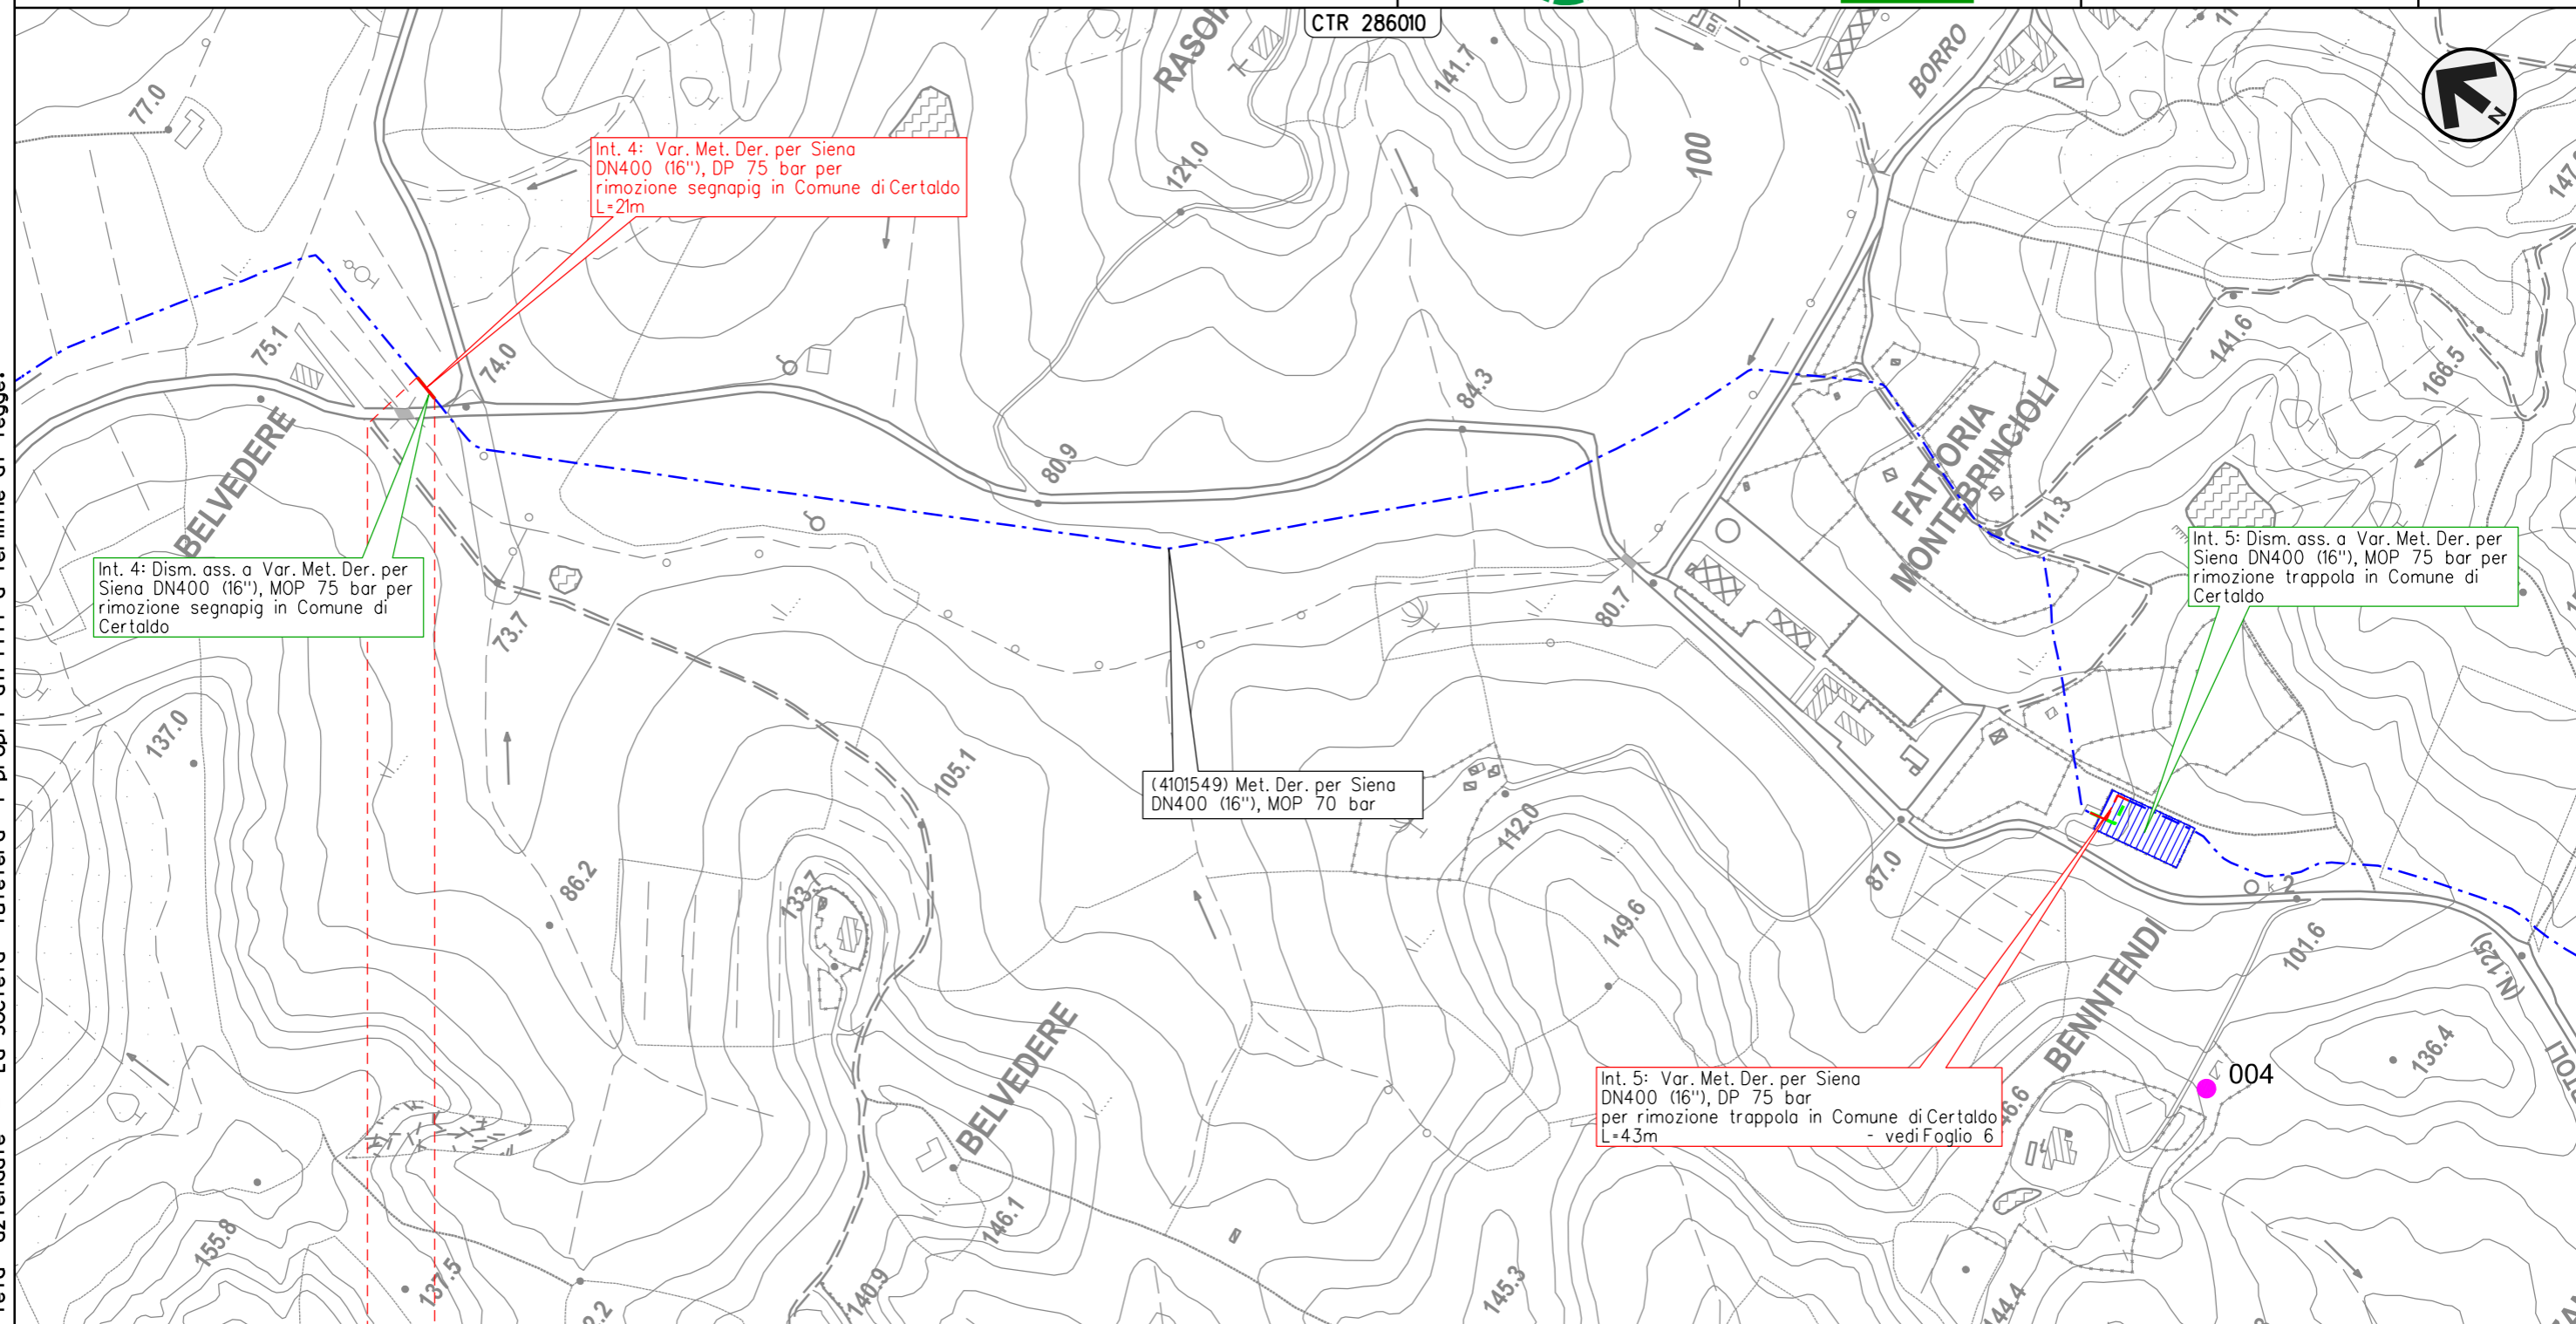 CTR 286010
RASOIA
BORRO
N
77.0
141.7
100
121.0
Int. 4: Var. Met. Der. per Siena
DN400 (16"), DP 75 bar per
rimozione segnapig in Comune di Certaldo
L=21m
75.1
74.0
84.3
80.9
141.6
166.5
BELVEDERE
FATTORIA
MONTEBRINCIOLI
111.3
Int. 4: Dism. ass. a Var. Met. Der. per
Siena DN400 (16"), MOP 75 bar per
rimozione segnapig in Comune di
Certaldo
Int. 5: Dism. ass. a Var. Met. Der. per
Siena DN400 (16"), MOP 75 bar per
rimozione trappola in Comune di
Certaldo
73.7
80.7
137.0
105.1
(4101549) Met. Der. per Siena
DN400 (16"), MOP 70 bar
112.0
86.2
133.7
87.0
k 2
149.6
101.6
(N.125)
BENINTENDI
BELVEDERE
136.4
004
Int. 5: Var. Met. Der. per Siena
DN400 (16"), DP 75 bar
per rimozione trappola in Comune di Certaldo
L=43m - vedi Foglio 6
155.8
137.5
146.1
140.9
145.3